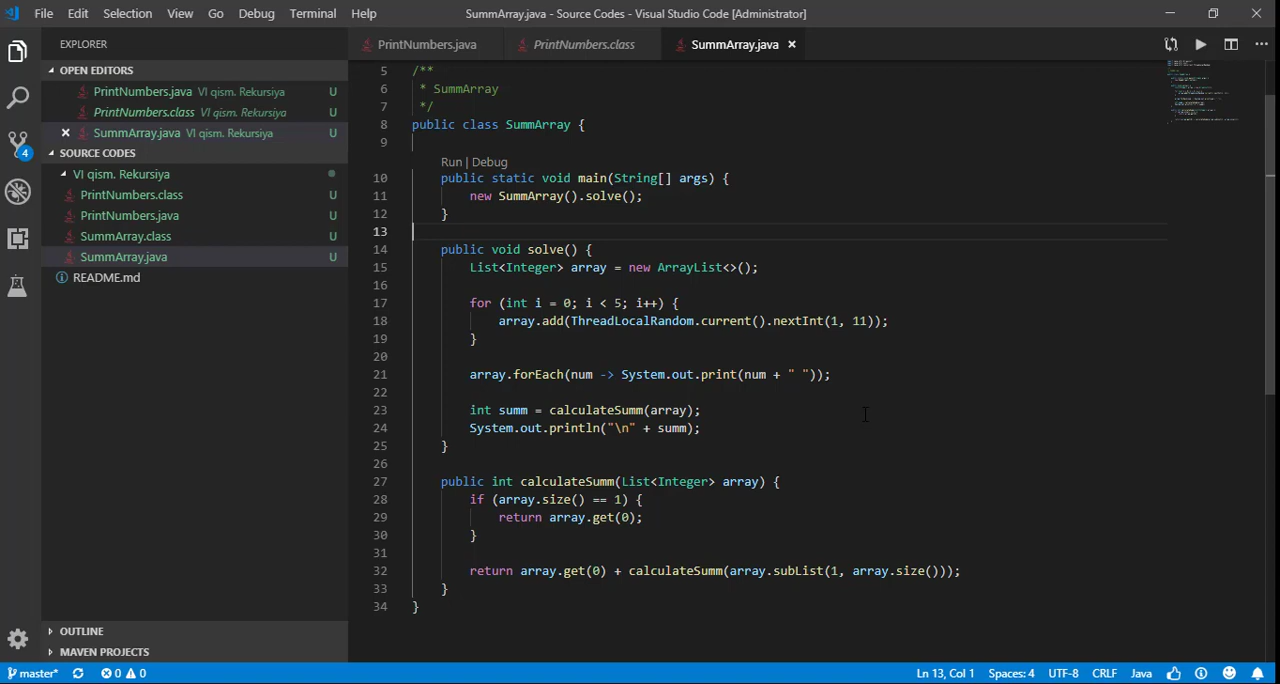 File Edit Selection View Go Debug Terminal Help SummArray.java - Source Codes - Visual Studio Code [Administrator]
EXPLORER
OPEN EDITORS
PrintNumbers.java VI qism. Rekursiya U
PrintNumbers.class VI qism. Rekursiya U
SummArray.java VI qism. Rekursiya U
SOURCE CODES
VI qism. Rekursiya
PrintNumbers.class U
PrintNumbers.java U
SummArray.class U
SummArray.java U
README.md
OUTLINE
MAVEN PROJECTS
4
PrintNumbers.java PrintNumbers.class SummArray.java
5 /**
6 * SummArray
7 */
8 public class SummArray {
9
Run | Debug
10 public static void main(String[] args) {
11 new SummArray().solve();
12 }
13
14 public void solve() {
15 List<Integer> array = new ArrayList<>();
16
17 for (int i = 0; i < 5; i++) {
18 array.add(ThreadLocalRandom.current().nextInt(1, 11));
19 }
20
21 array.forEach(num -> System.out.print(num + " "));
22
23 int summ = calculateSumm(array);
24 System.out.println("\n" + summ);
25 }
26
27 public int calculateSumm(List<Integer> array) {
28 if (array.size() == 1) {
29 return array.get(0);
30 }
31
32 return array.get(0) + calculateSumm(array.subList(1, array.size()));
33 }
34 }
master* 0 0 Ln 13, Col 1 Spaces: 4 UTF-8 CRLF Java